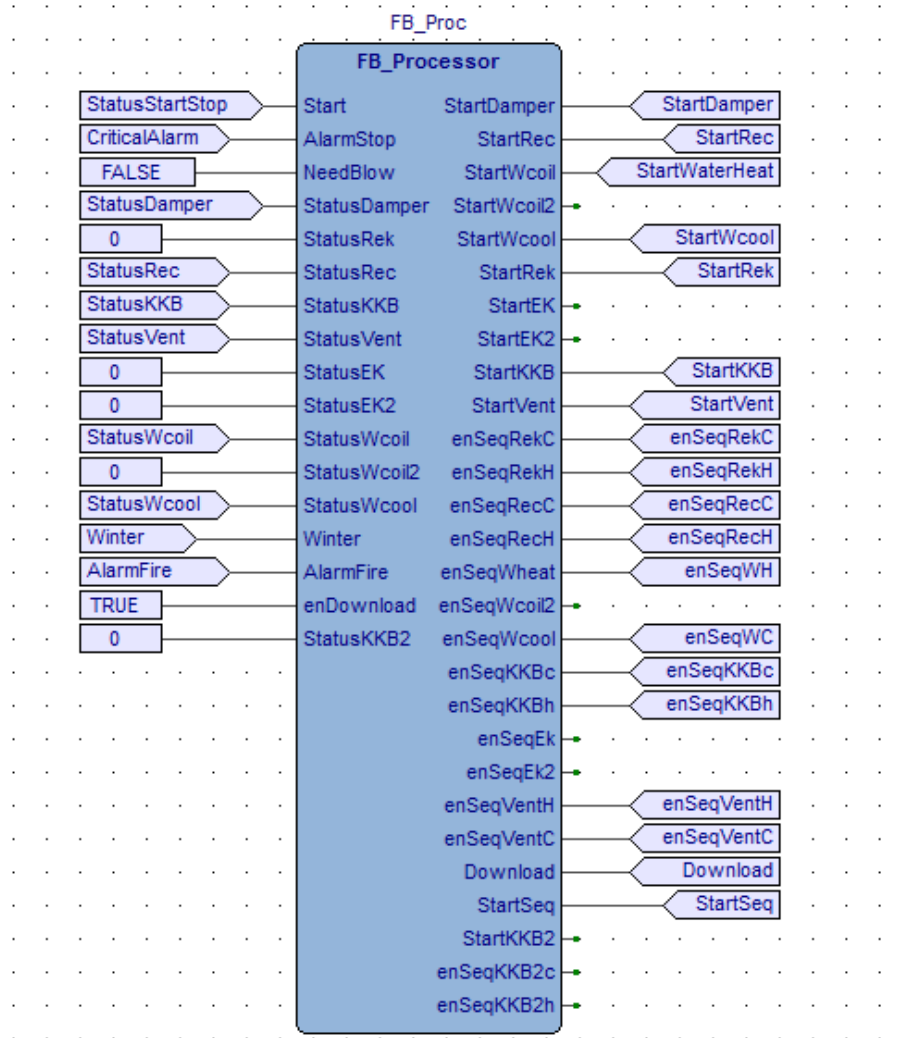 FB_Proc
FB_Processor
StatusStartStop Start StartDamper StartDamper
CriticalAlarm AlarmStop StartRec StartRec
FALSE NeedBlow StartWcoil StartWaterHeat
StatusDamper StatusDamper StartWcoil2
0 StatusRek StartWcool StartWcool
StatusRec StatusRec StartRek StartRek
StatusKKB StatusKKB StartEK
StatusVent StatusVent StartEK2
0 StatusEK StartKKB StartKKB
0 StatusEK2 StartVent StartVent
StatusWcoil StatusWcoil enSeqRekC enSeqRekC
0 StatusWcoil2 enSeqRekH enSeqRekH
StatusWcool StatusWcool enSeqRecC enSeqRecC
Winter Winter enSeqRecH enSeqRecH
AlarmFire AlarmFire enSeqWheat enSeqWH
TRUE enDownload enSeqWcoil2
0 StatusKKB2 enSeqWcool enSeqWC
enSeqKKBc enSeqKKBc
enSeqKKBh enSeqKKBh
enSeqEk
enSeqEk2
enSeqVentH enSeqVentH
enSeqVentC enSeqVentC
Download Download
StartSeq StartSeq
StartKKB2
enSeqKKB2c
enSeqKKB2h